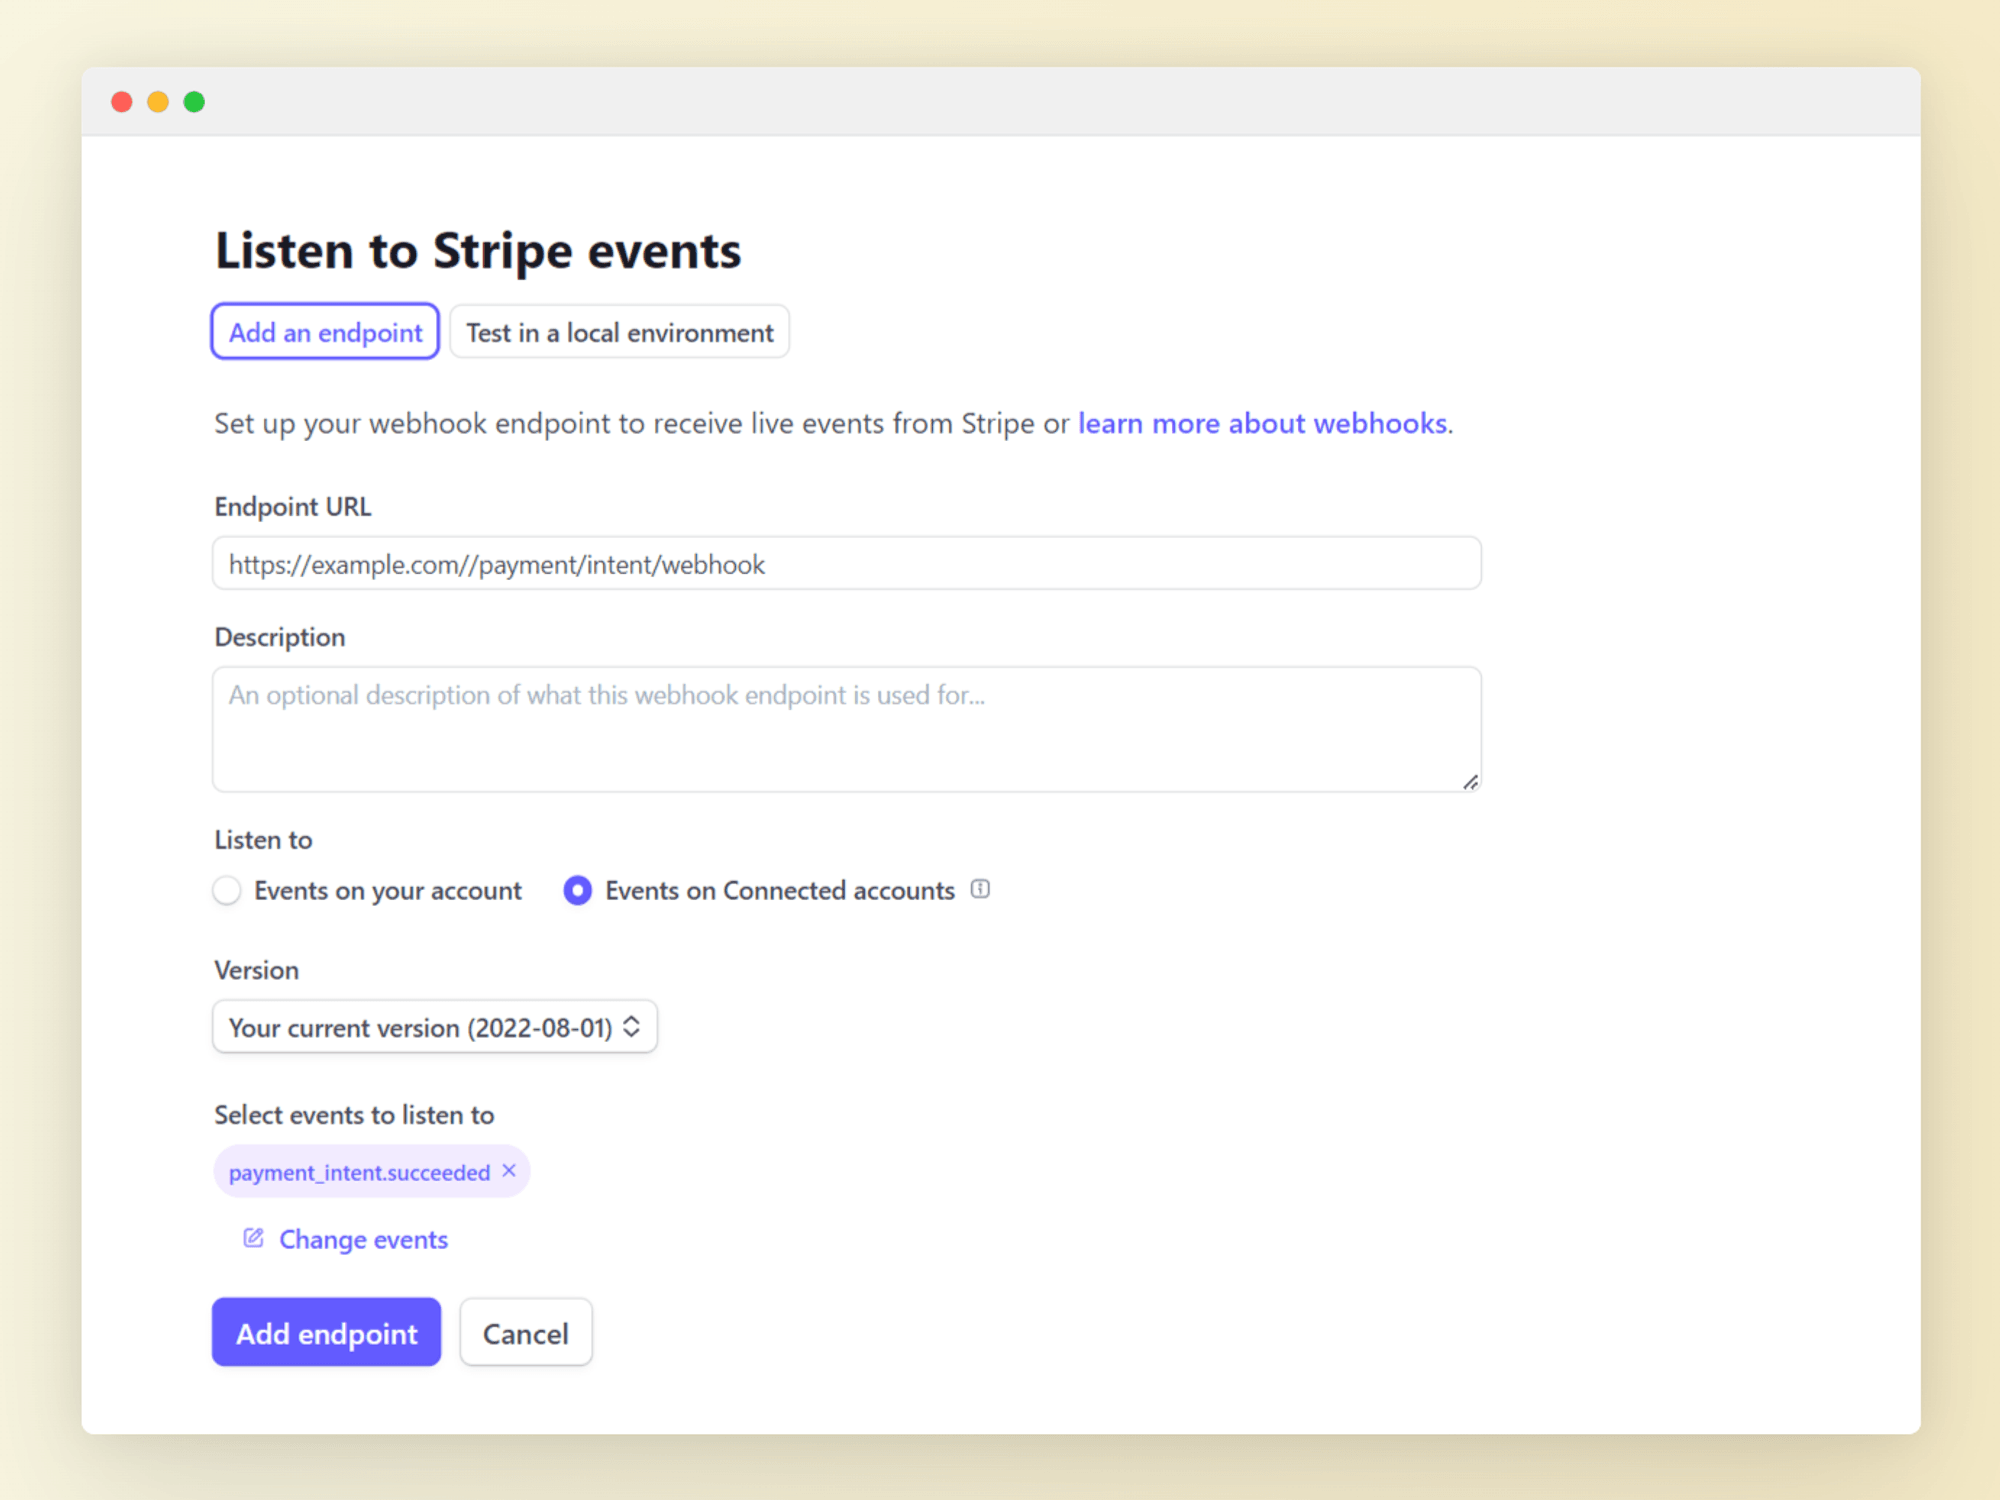 Listen to Stripe events
Add an endpoint Test in a local environment
Set up your webhook endpoint to receive live events from Stripe or learn more about webhooks.
Endpoint URL
https://example.com//payment/intent/webhook
Description
An optional description of what this webhook endpoint is used for...
Listen to
Events on your account Events on Connected accounts
Version
Your current version (2022-08-01)
Select events to listen to
payment_intent.succeeded ×
Change events
Add endpoint Cancel